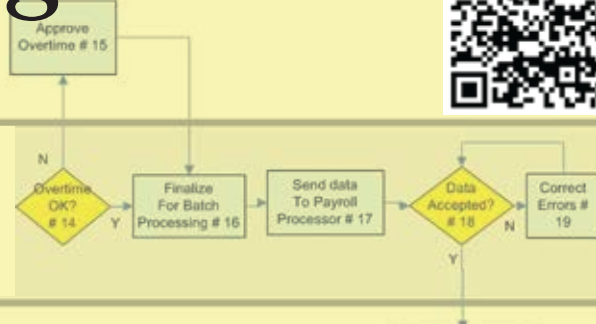 g
Approve
Overtime # 15
N
Overtime
OK?
# 14
Y
Finalize
For Batch
Processing # 16
Send data
To Payroll
Processor # 17
Data
Accepted?
# 18
N
Correct
Errors #
19
Y